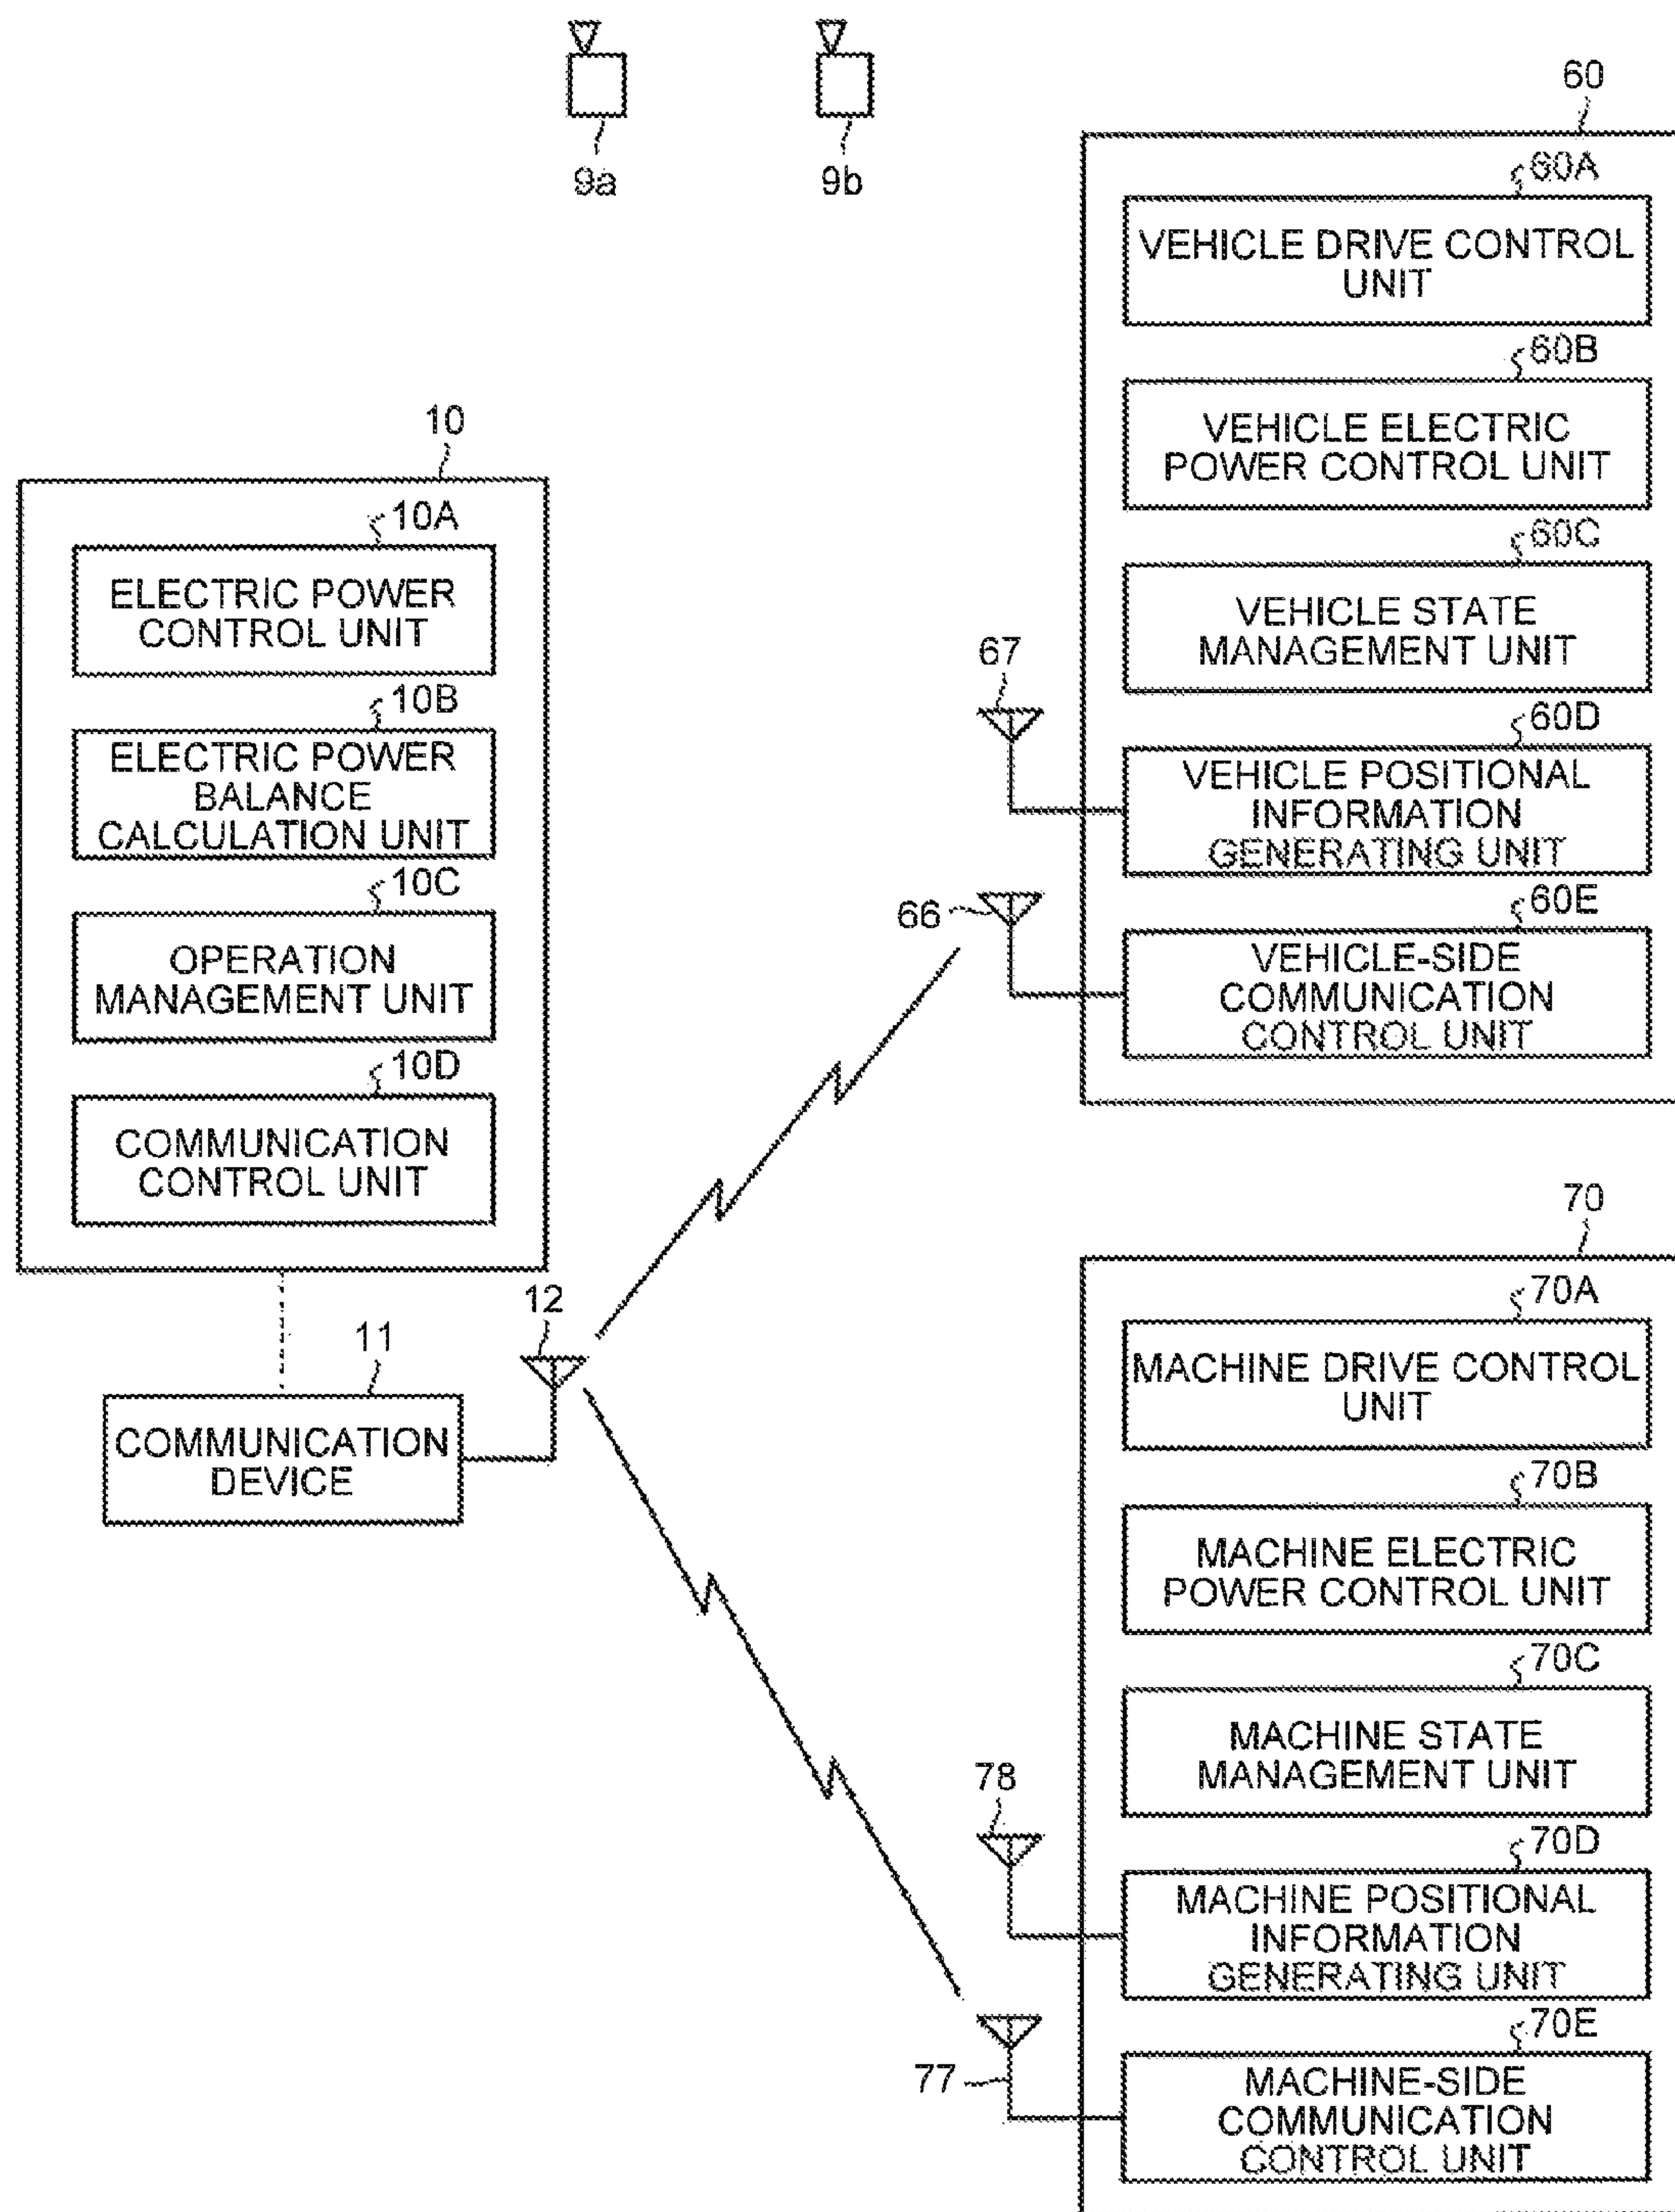 9a
9b
10
10A
ELECTRIC POWER
CONTROL UNIT
10B
ELECTRIC POWER
BALANCE
CALCULATION UNIT
10C
OPERATION
MANAGEMENT UNIT
10D
COMMUNICATION
CONTROL UNIT
11
COMMUNICATION
DEVICE
12
60
60A
VEHICLE DRIVE CONTROL
UNIT
60B
VEHICLE ELECTRIC
POWER CONTROL UNIT
60C
VEHICLE STATE
MANAGEMENT UNIT
67
60D
VEHICLE POSITIONAL
INFORMATION
GENERATING UNIT
66
60E
VEHICLE-SIDE
COMMUNICATION
CONTROL UNIT
70
70A
MACHINE DRIVE CONTROL
UNIT
70B
MACHINE ELECTRIC
POWER CONTROL UNIT
70C
MACHINE STATE
MANAGEMENT UNIT
78
70D
MACHINE POSITIONAL
INFORMATION
GENERATING UNIT
77
70E
MACHINE-SIDE
COMMUNICATION
CONTROL UNIT